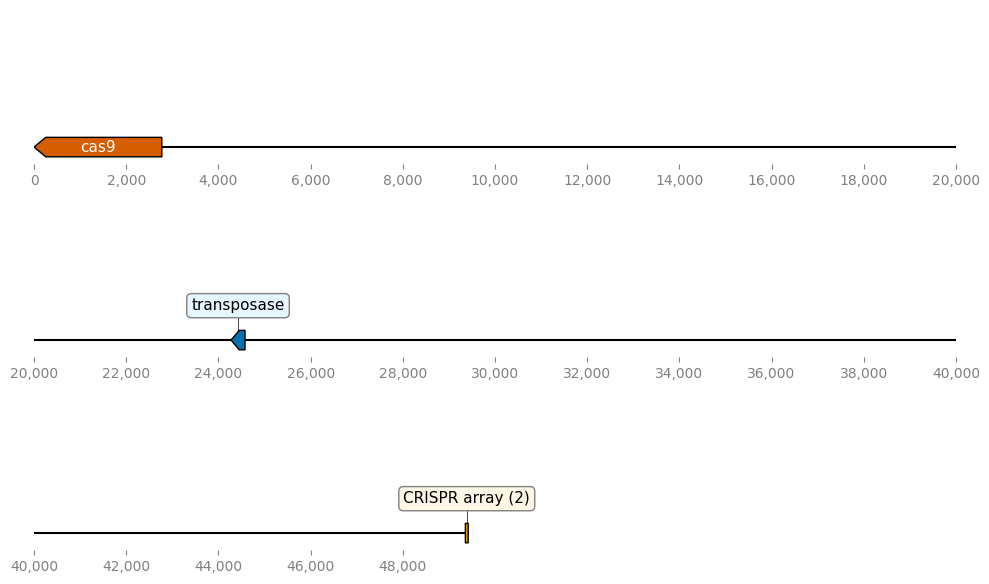 cas9
0 2,000 4,000 6,000 8,000 10,000 12,000 14,000 16,000 18,000 20,000
transposase
20,000 22,000 24,000 26,000 28,000 30,000 32,000 34,000 36,000 38,000 40,000
CRISPR array (2)
40,000 42,000 44,000 46,000 48,000